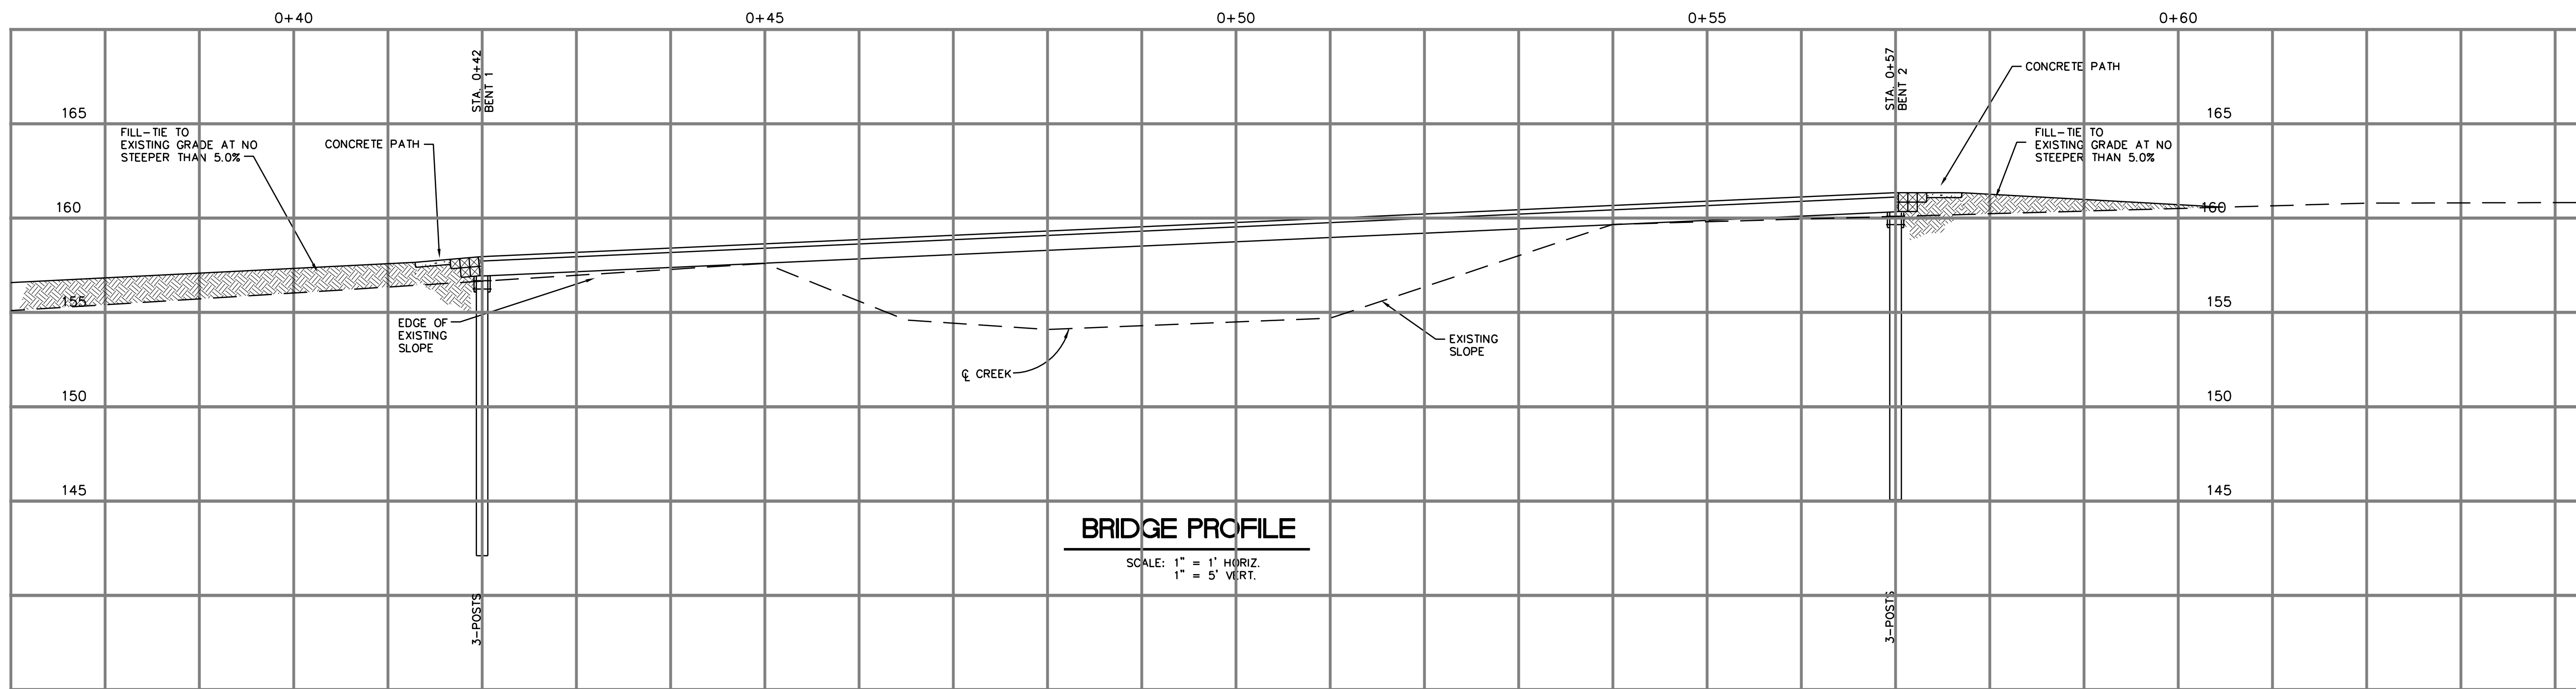 0+40
0+45
0+50
0+55
0+60
STA. 0+42
BENT 1
STA. 0+57
BENT 2
CONCRETE PATH
165
165
FILL-TIE TO
EXISTING GRADE AT NO
STEEPER THAN 5.0%
CONCRETE PATH
FILL-TIE TO
EXISTING GRADE AT NO
STEEPER THAN 5.0%
160
160
155
155
EDGE OF
EXISTING
SLOPE
EXISTING
SLOPE
℄ CREEK
150
150
145
145
BRIDGE PROFILE
SCALE: 1" = 1' HORIZ.
1" = 5' VERT.
3-POSTS
3-POSTS